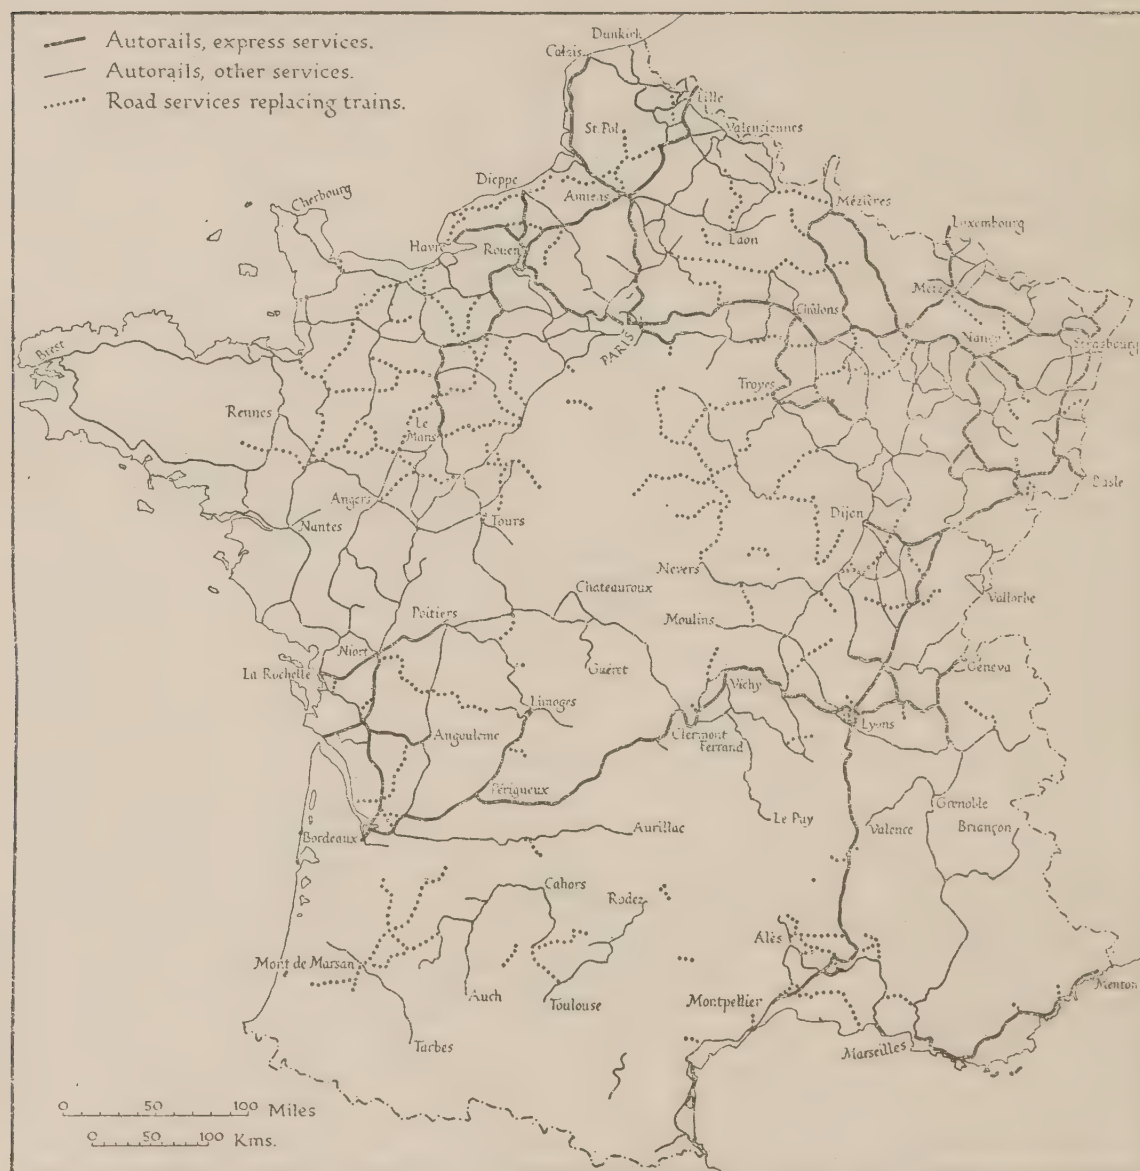 Autorails, express services.
Autorails, other services.
Road services replacing trains.
Dunkirk
Calais
Lille
St. Pol
Valenciennes
Dieppe
Amiens
Mézières
Cherbourg
Laon
Luxembourg
Havre
Rouen
Metz
Châlons
PARIS
Nancy
Strasbourg
Brest
Troyes
Rennes
Le
Mans
Basle
Angers
Dijon
Nantes
Tours
Nevers
Chateauroux
Vallorbe
Poitiers
Moulins
Niort
Guéret
Geneva
La Rochelle
Vichy
Limoges
Lyons
Angouleme
Clermont
Ferrand
Périgueux
Grenoble
Le Puy
Valence
Briançon
Aurillac
Bordeaux
Cahors
Rodez
Alès
Mont de Marsan
Menton
Auch
Toulouse
Montpellier
Tarbes
Marseilles
0 50 100 Miles
0 50 100 Kms.